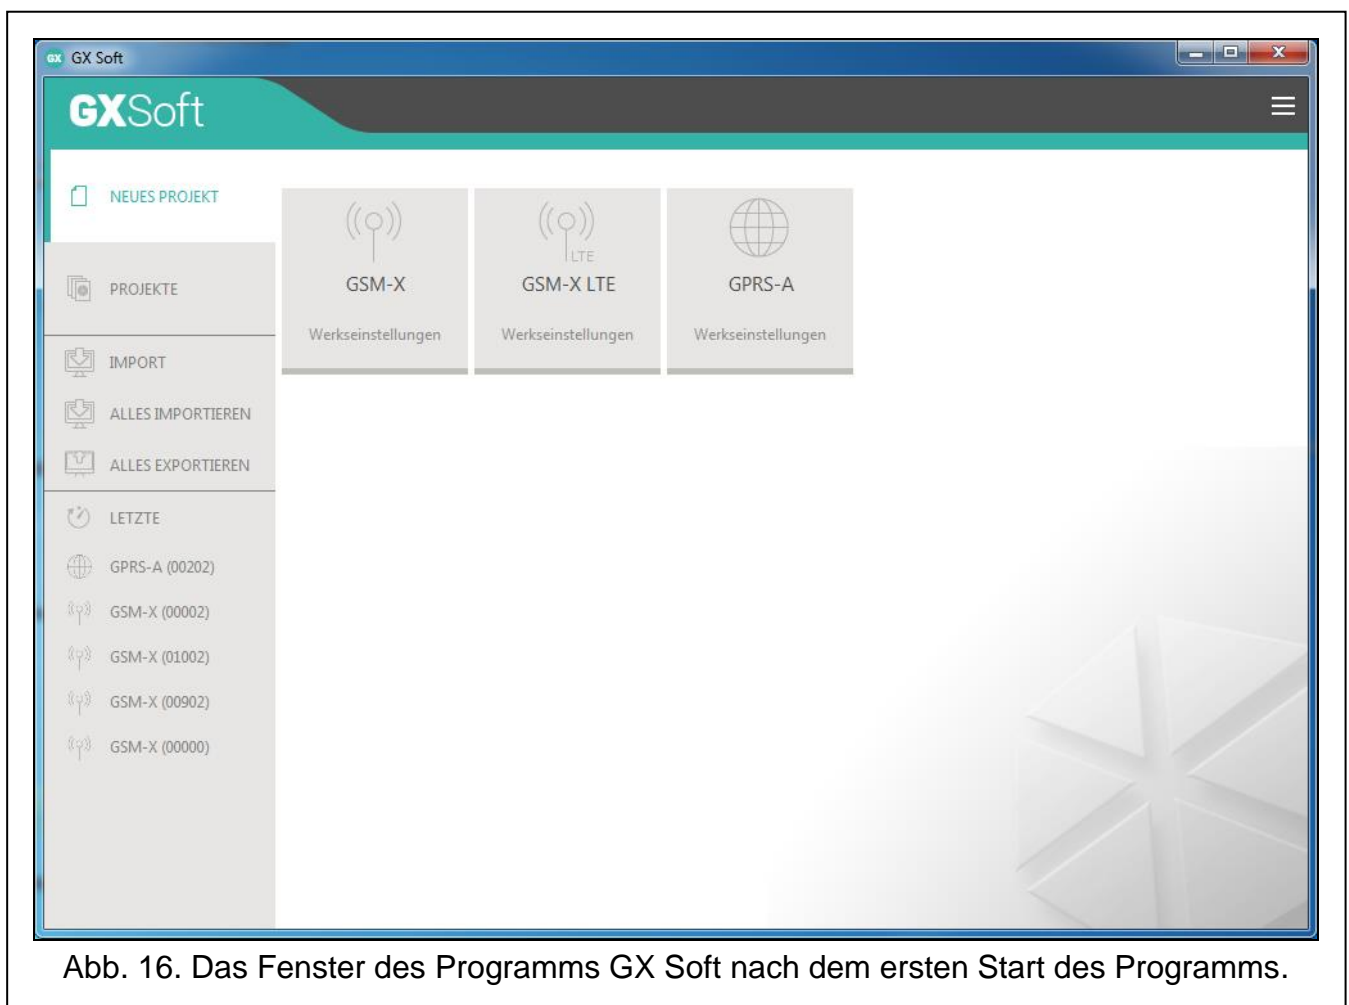 GX GX Soft
GXSoft
NEUES PROJEKT
PROJEKTE
IMPORT
ALLES IMPORTIEREN
ALLES EXPORTIEREN
LETZTE
GPRS-A (00202)
GSM-X (00002)
GSM-X (01002)
GSM-X (00902)
GSM-X (00000)
GSM-X
Werkseinstellungen
LTE
GSM-X LTE
Werkseinstellungen
GPRS-A
Werkseinstellungen
Abb. 16. Das Fenster des Programms GX Soft nach dem ersten Start des Programms.